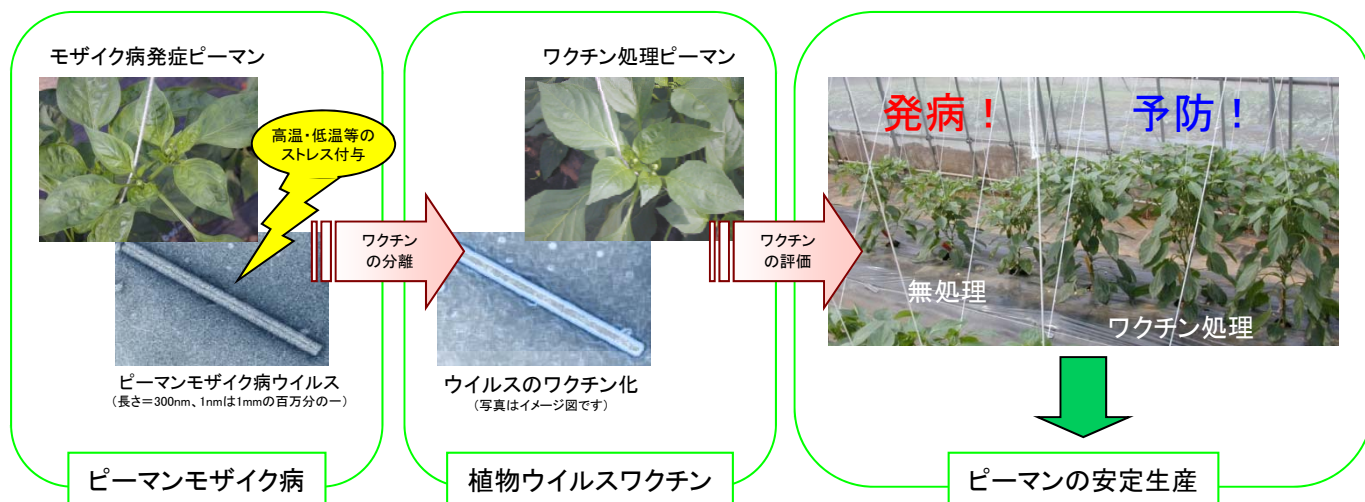 モザイク病発症ピーマン
高温・低温等の
ストレス付与
ピーマンモザイク病ウイルス
（長さ＝300nm、1nmは1mmの百万分の一）
ピーマンモザイク病
ワクチン
の分離
ワクチン処理ピーマン
ウイルスのワクチン化
（写真はイメージ図です）
植物ウイルスワクチン
ワクチン
の評価
発病！
予防！
無処理
ワクチン処理
ピーマンの安定生産